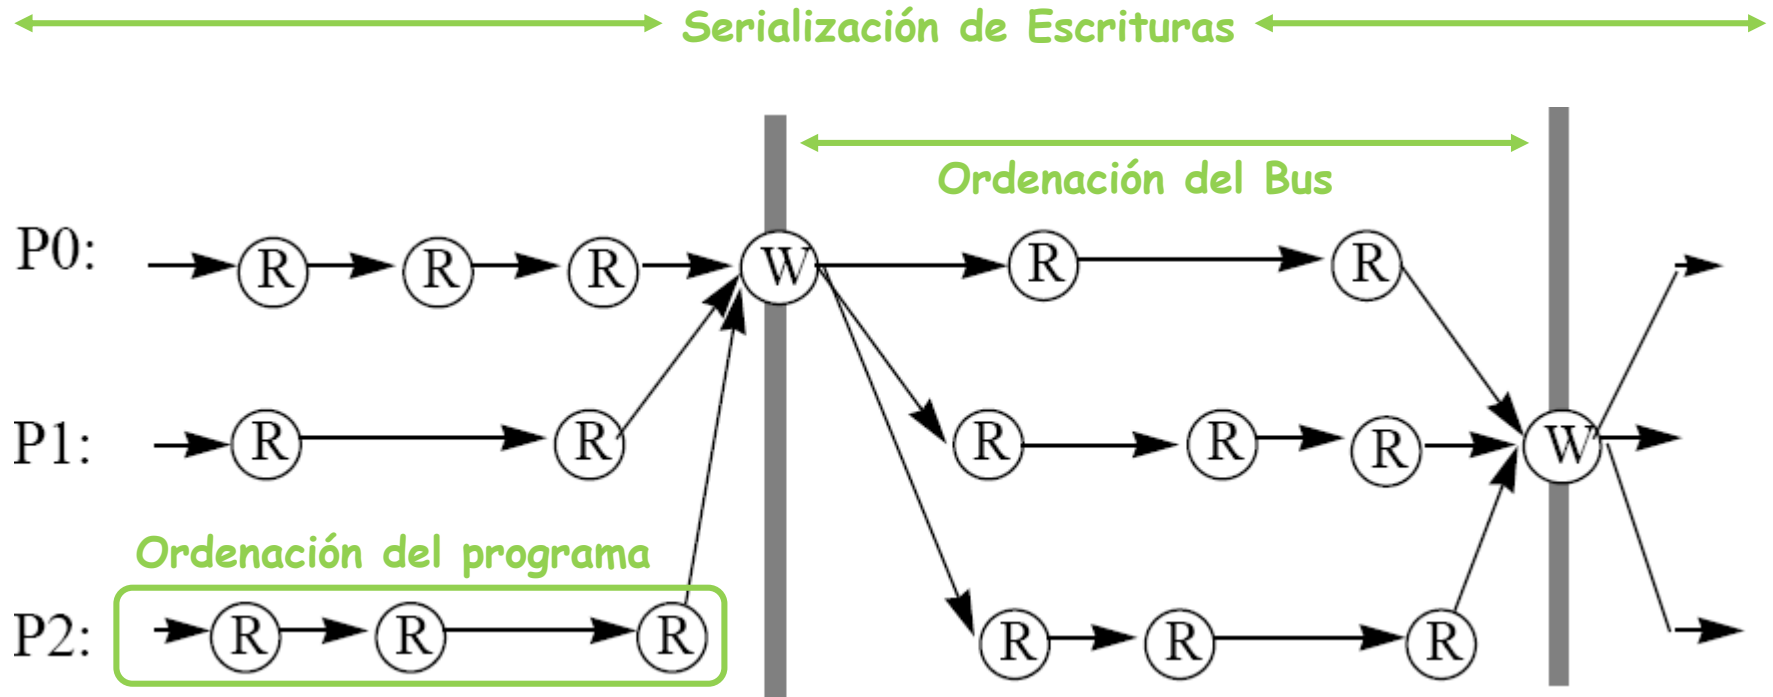 Serialización de Escrituras
Ordenación del Bus
P0: R R R W R R
P1: R R R R R W
Ordenación del programa
P2: R R R R R R